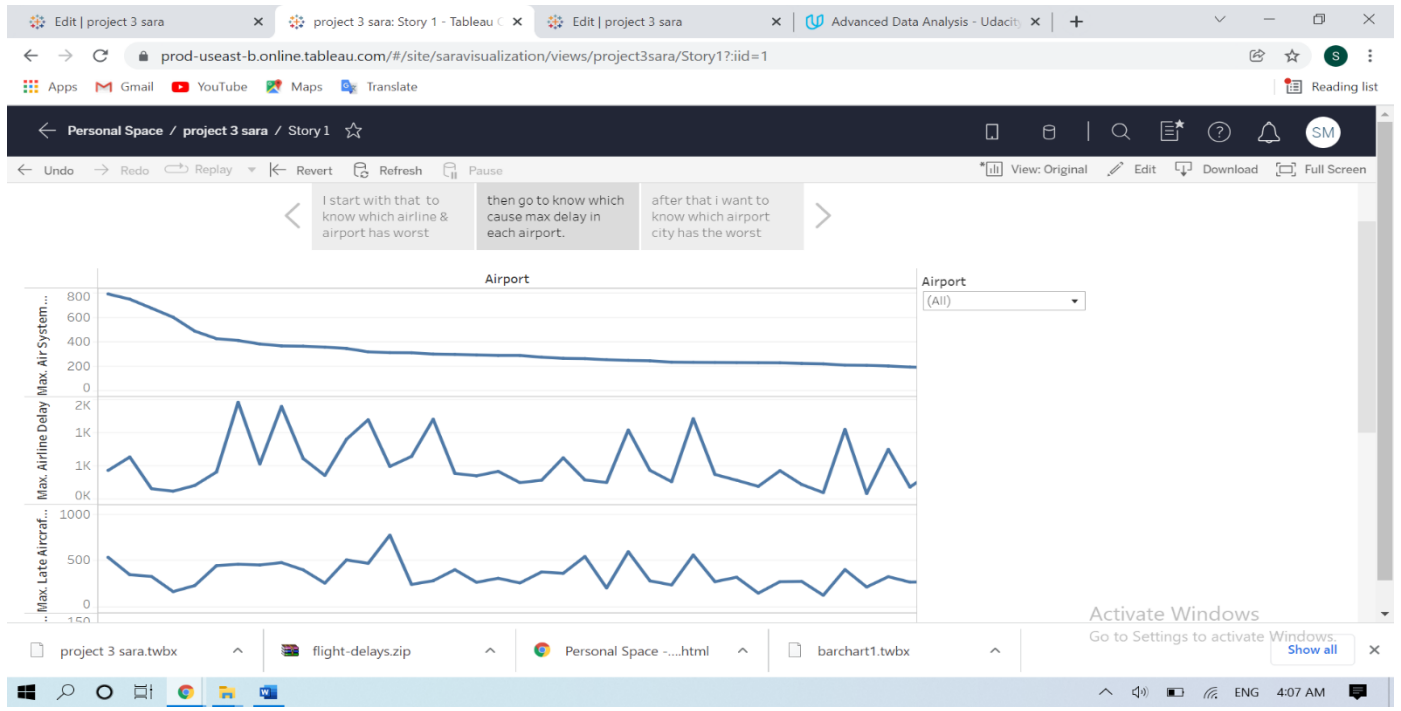 Edit | project 3 sara
project 3 sara: Story 1 - Tableau C
Edit | project 3 sara
Advanced Data Analysis - Udacity
prod-useast-b.online.tableau.com/#/site/saravisualization/views/project3sara/Story1?:iid=1
S
Apps
Gmail
YouTube
Maps
Translate
Reading list
Personal Space / project 3 sara / Story 1
SM
Undo
Redo
Replay
Revert
Refresh
Pause
View: Original
Edit
Download
Full Screen
I start with that to
know which airline &
airport has worst
then go to know which
cause max delay in
each airport.
after that i want to
know which airport
city has the worst
Airport
Airport
(All)
Max. Air System...
800
600
400
200
0
Max. Airline Delay
2K
1K
1K
0K
Max. Late Aircraf...
1000
500
0
150
Activate Windows
Go to Settings to activate Windows.
project 3 sara.twbx
flight-delays.zip
Personal Space -....html
barchart1.twbx
Show all
ENG
4:07 AM